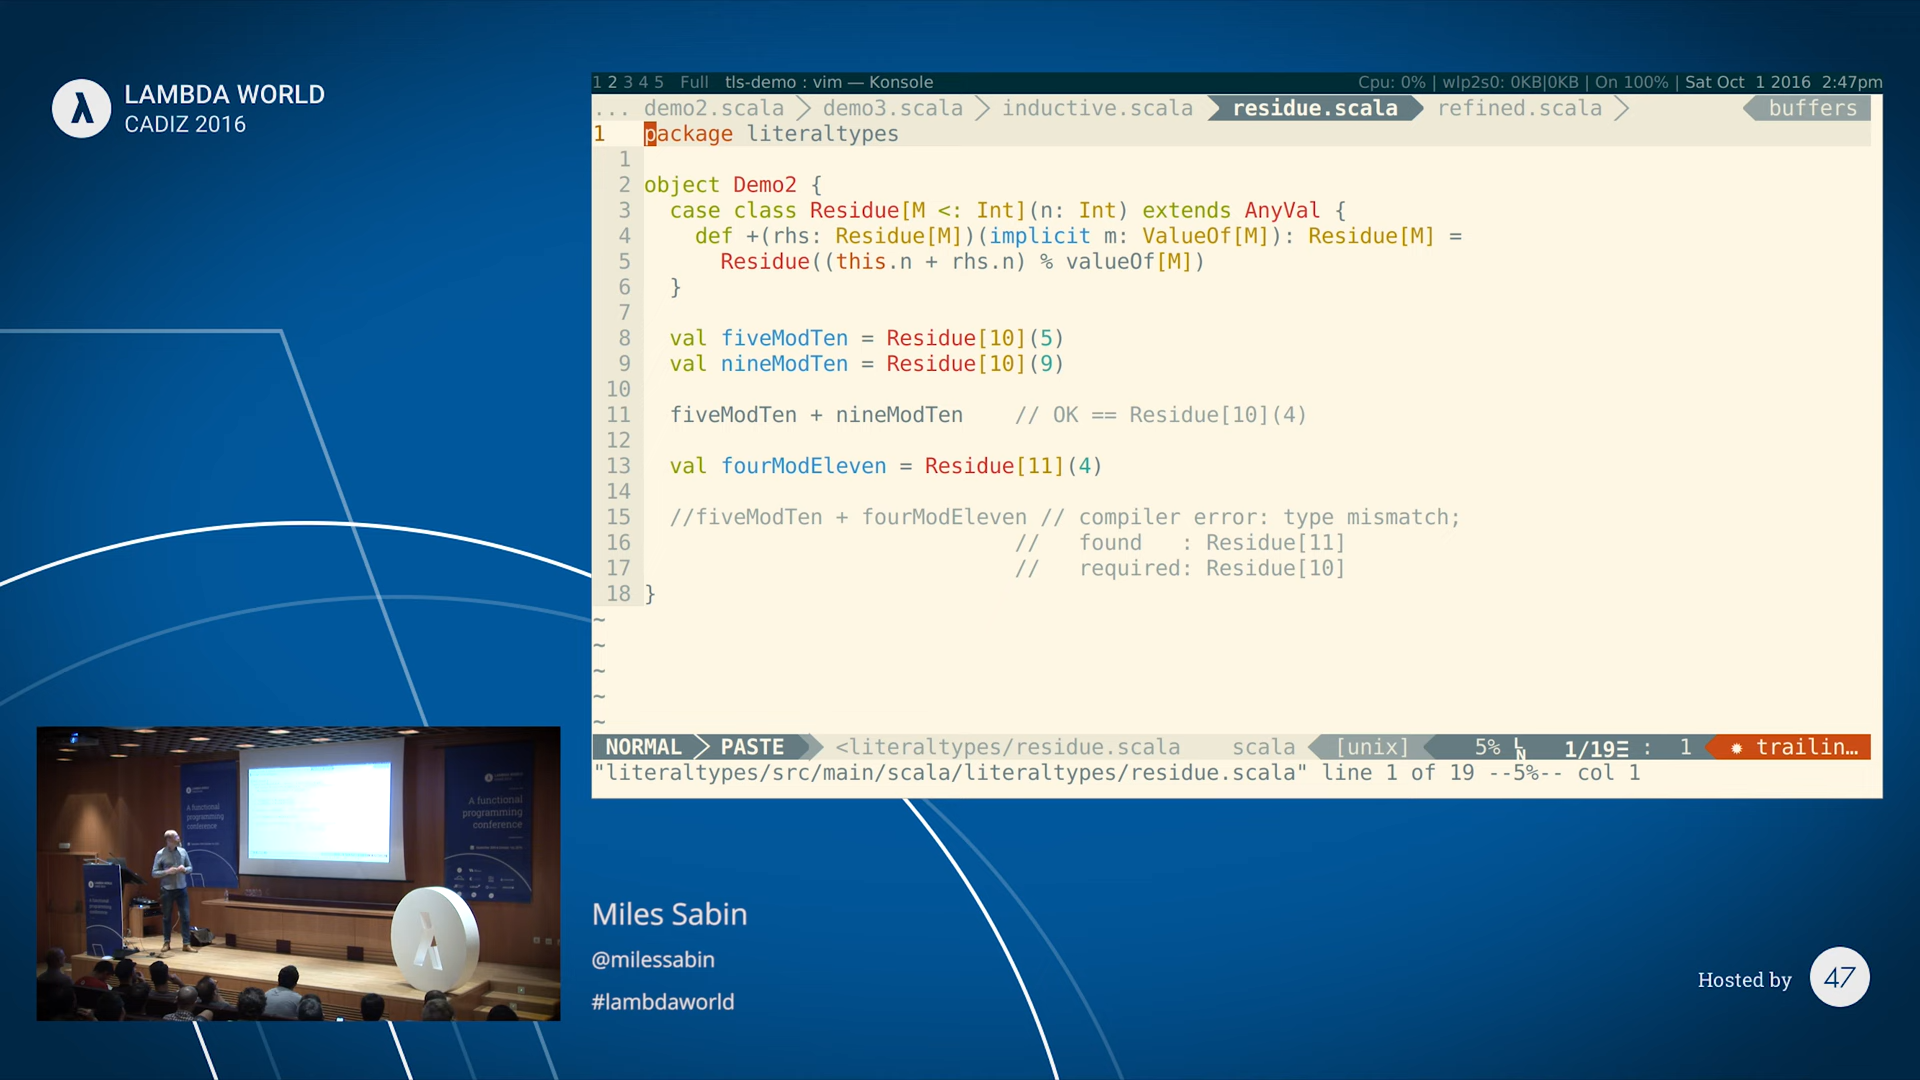 LAMBDA WORLD
CADIZ 2016
1 2 3 4 5 Full tls-demo : vim — Konsole Cpu: 0% | wlp2s0: 0KB|0KB | On 100% | Sat Oct 1 2016 2:47pm
... demo2.scala demo3.scala inductive.scala residue.scala refined.scala buffers
1 package literaltypes
1
2 object Demo2 {
3 case class Residue[M <: Int](n: Int) extends AnyVal {
4 def +(rhs: Residue[M])(implicit m: ValueOf[M]): Residue[M] =
5 Residue((this.n + rhs.n) % valueOf[M])
6 }
7
8 val fiveModTen = Residue[10](5)
9 val nineModTen = Residue[10](9)
10
11 fiveModTen + nineModTen // OK == Residue[10](4)
12
13 val fourModEleven = Residue[11](4)
14
15 //fiveModTen + fourModEleven // compiler error: type mismatch;
16 // found : Residue[11]
17 // required: Residue[10]
18 }
~
~
~
~
~
NORMAL PASTE <literaltypes/residue.scala scala [unix] 5% 1/19 : 1 trailin…
"literaltypes/src/main/scala/literaltypes/residue.scala" line 1 of 19 --5%-- col 1
A functional
programming
conference
A functional
programming
conference
Miles Sabin
@milessabin
#lambdaworld
Hosted by 47